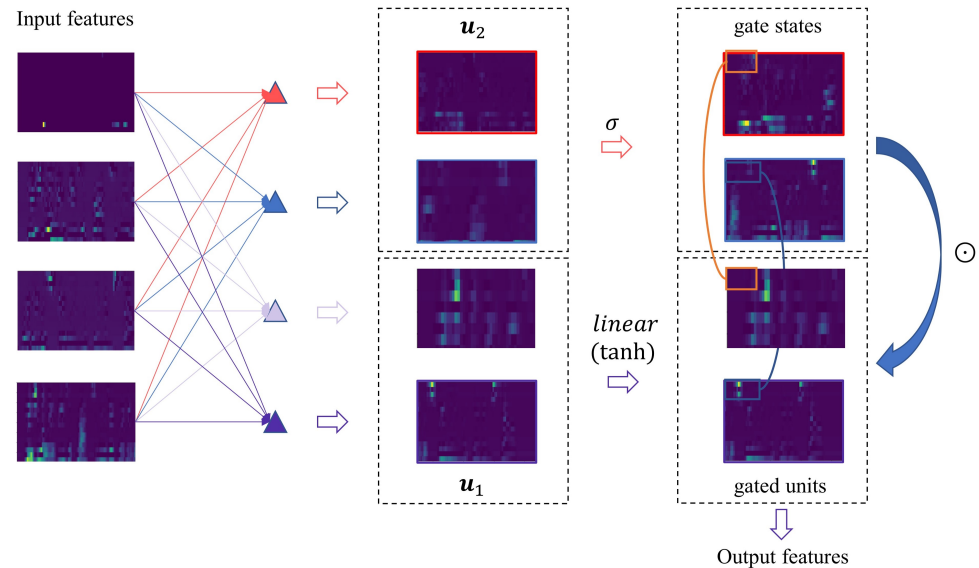 Input features
𝒖₂
gate states
σ
linear
(tanh)
⊙
𝒖₁
gated units
Output features